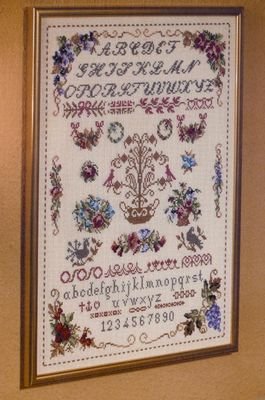 ABCDEF
GHIJKLMN
OPQRSTUVWXYZ
abcdefghijklmnopqrst
uvwxyz
1234567890